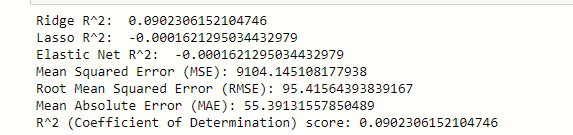 Ridge R^2:  0.0902306152104746
Lasso R^2:  -0.0001621295034432979
Elastic Net R^2:  -0.0001621295034432979
Mean Squared Error (MSE): 9104.145108177938
Root Mean Squared Error (RMSE): 95.41564393839167
Mean Absolute Error (MAE): 55.39131557850489
R^2 (Coefficient of Determination) score: 0.0902306152104746